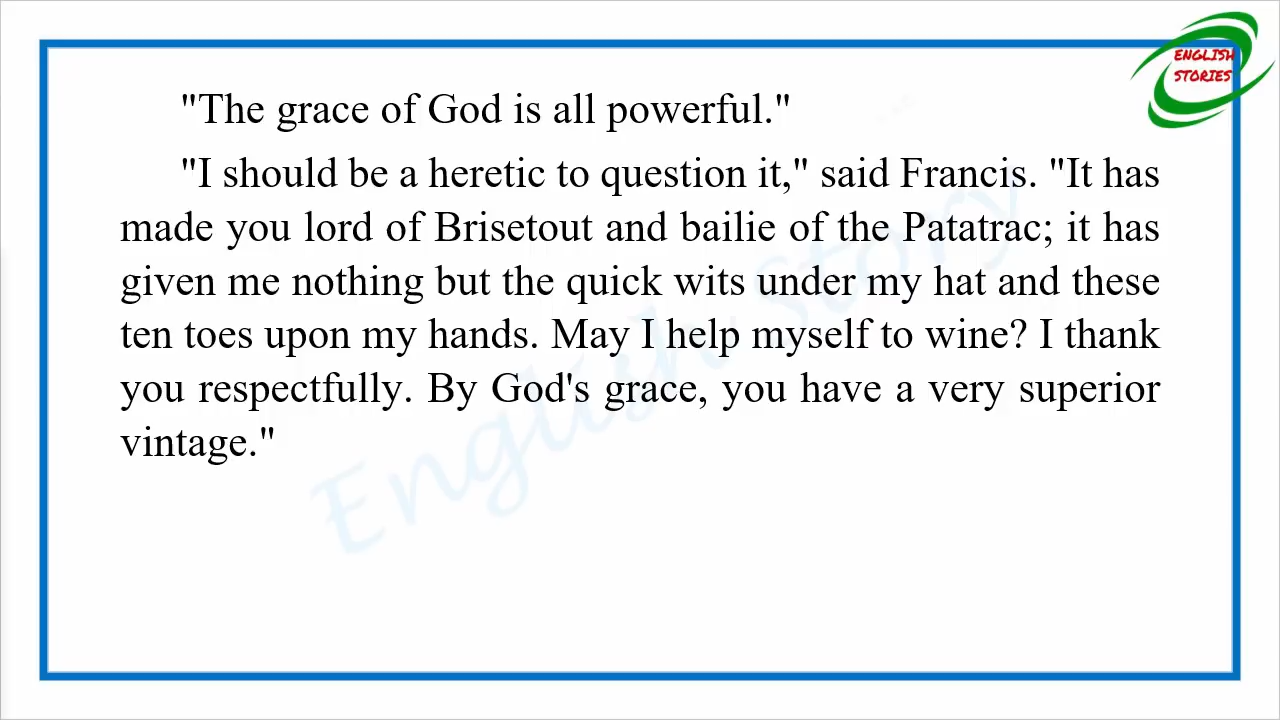 ENGLISH
STORIES
"The grace of God is all powerful."
"I should be a heretic to question it," said Francis. "It has
made you lord of Brisetout and bailie of the Patatrac; it has
given me nothing but the quick wits under my hat and these
ten toes upon my hands. May I help myself to wine? I thank
you respectfully. By God's grace, you have a very superior
vintage."
English Story